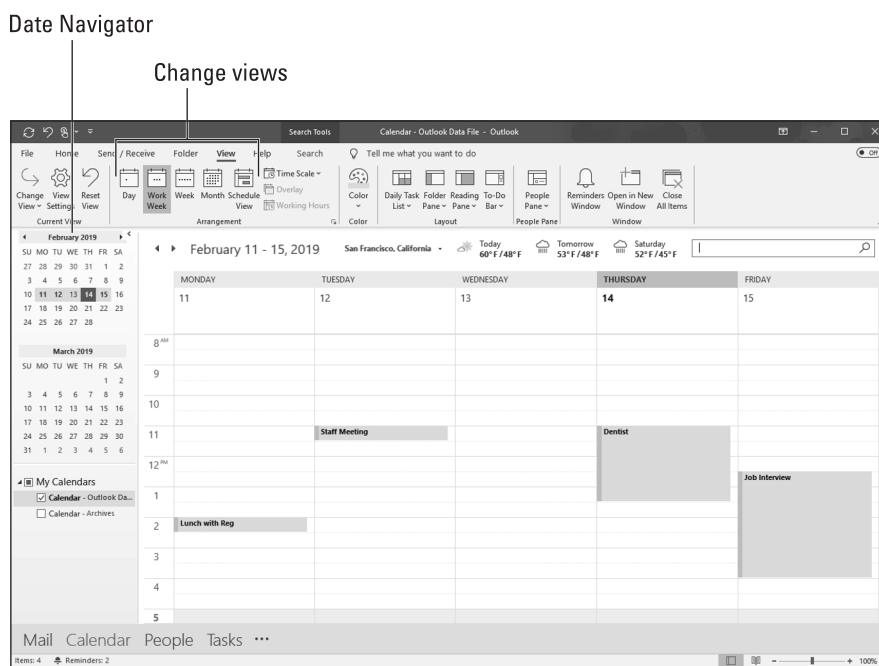 Date Navigator
Change views
Search Tools
Calendar - Outlook Data File - Outlook
File Home Send / Receive Folder View Help Search Tell me what you want to do Off
Change View
View Settings
Reset View
Current View
Day
Work Week
Week
Month
Schedule View
Time Scale
Overlay
Working Hours
Arrangement
Color
Color
Daily Task List
Folder Pane
Reading Pane
To-Do Bar
Layout
People Pane
People Pane
Reminders Window
Open in New Window
Close All Items
Window
February 2019
SU MO TU WE TH FR SA
27 28 29 30 31 1 2
3 4 5 6 7 8 9
10 11 12 13 14 15 16
17 18 19 20 21 22 23
24 25 26 27 28
March 2019
SU MO TU WE TH FR SA
1 2
3 4 5 6 7 8 9
10 11 12 13 14 15 16
17 18 19 20 21 22 23
24 25 26 27 28 29 30
31 1 2 3 4 5 6
My Calendars
Calendar - Outlook Da...
Calendar - Archives
February 11 - 15, 2019
San Francisco, California
Today
60° F / 48° F
Tomorrow
53° F / 48° F
Saturday
52° F / 45° F
MONDAY TUESDAY WEDNESDAY THURSDAY FRIDAY
11 12 13 14 15
8 AM
9
10
11
Staff Meeting
Dentist
12 PM
Job Interview
1
2
Lunch with Reg
3
4
5
Mail Calendar People Tasks •••
Items: 4 Reminders: 2
100%